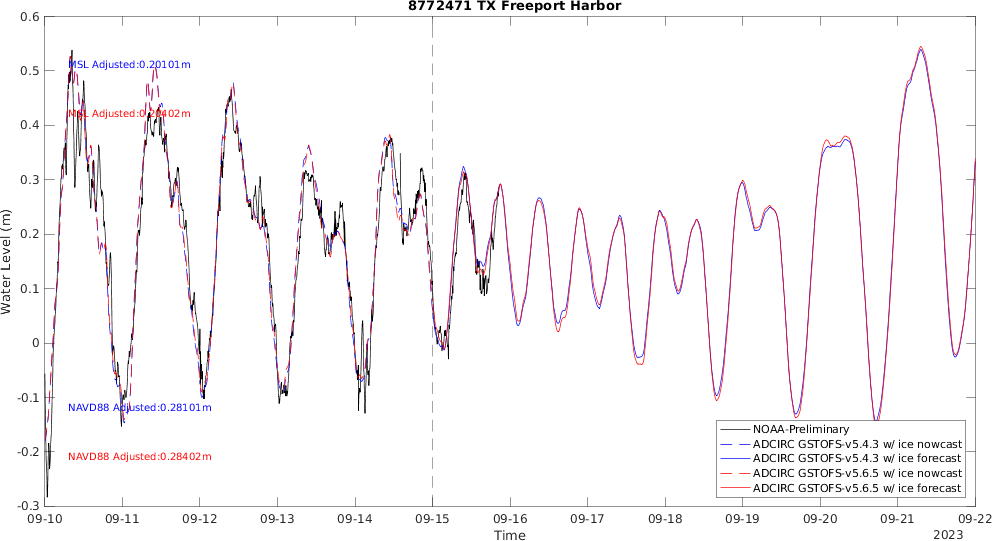 8772471 TX Freeport Harbor
0.6
0.5
0.4
0.3
0.2
0.1
0
-0.1
-0.2
-0.3
Water Level (m)
MSL Adjusted:0.20101m
MSL Adjusted:0.20402m
NAVD88 Adjusted:0.28101m
NAVD88 Adjusted:0.28402m
NOAA-Preliminary
ADCIRC GSTOFS-v5.4.3 w/ ice nowcast
ADCIRC GSTOFS-v5.4.3 w/ ice forecast
ADCIRC GSTOFS-v5.6.5 w/ ice nowcast
ADCIRC GSTOFS-v5.6.5 w/ ice forecast
09-10 09-11 09-12 09-13 09-14 09-15 09-16 09-17 09-18 09-19 09-20 09-21 09-22
Time
2023